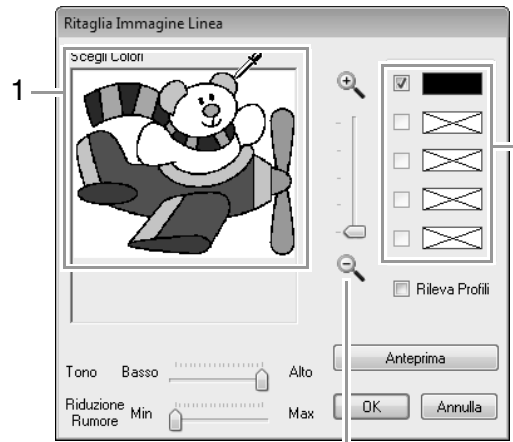 Ritaglia Immagine Linea
Scegli Colori
1
Rileva Profili
Anteprima
Tono Basso Alto
Riduzione Rumore Min Max
OK Annulla